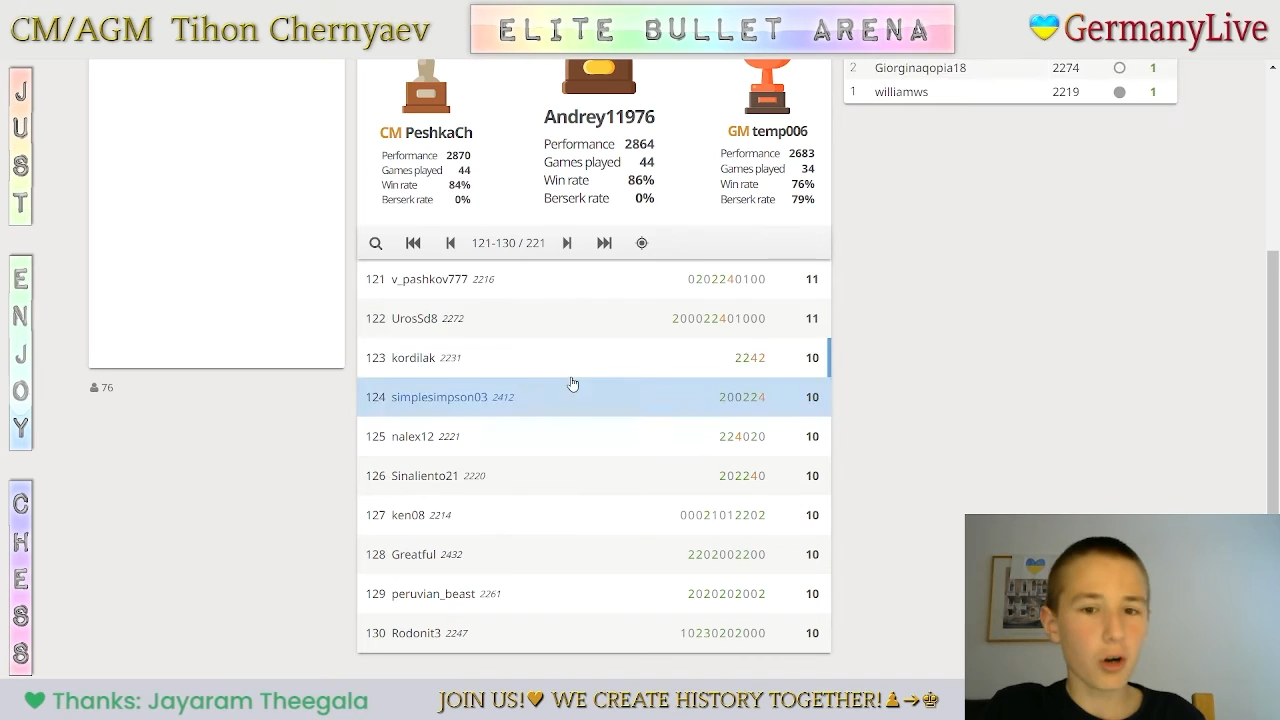 CM/AGM Tihon Chernyaev
ELITE BULLET ARENA
GermanyLive
JUST
ENJOY
CHESS
76
CM PeshkaCh
Performance 2870
Games played 44
Win rate 84%
Berserk rate 0%
Andrey11976
Performance 2864
Games played 44
Win rate 86%
Berserk rate 0%
GM temp006
Performance 2683
Games played 34
Win rate 76%
Berserk rate 79%
121-130 / 221
121 v_pashkov777 2216 0202240100 11
122 UrosSd8 2272 200022401000 11
123 kordilak 2231 2242 10
124 simplesimpson03 2412 200224 10
125 nalex12 2221 224020 10
126 Sinaliento21 2220 202240 10
127 ken08 2214 00021012202 10
128 Greatful 2432 2202002200 10
129 peruvian_beast 2261 2020202002 10
130 Rodonit3 2247 10230202000 10
2 Giorginaqopia18 2274 1
1 williamws 2219 1
Thanks: Jayaram Theegala
JOIN US! WE CREATE HISTORY TOGETHER!